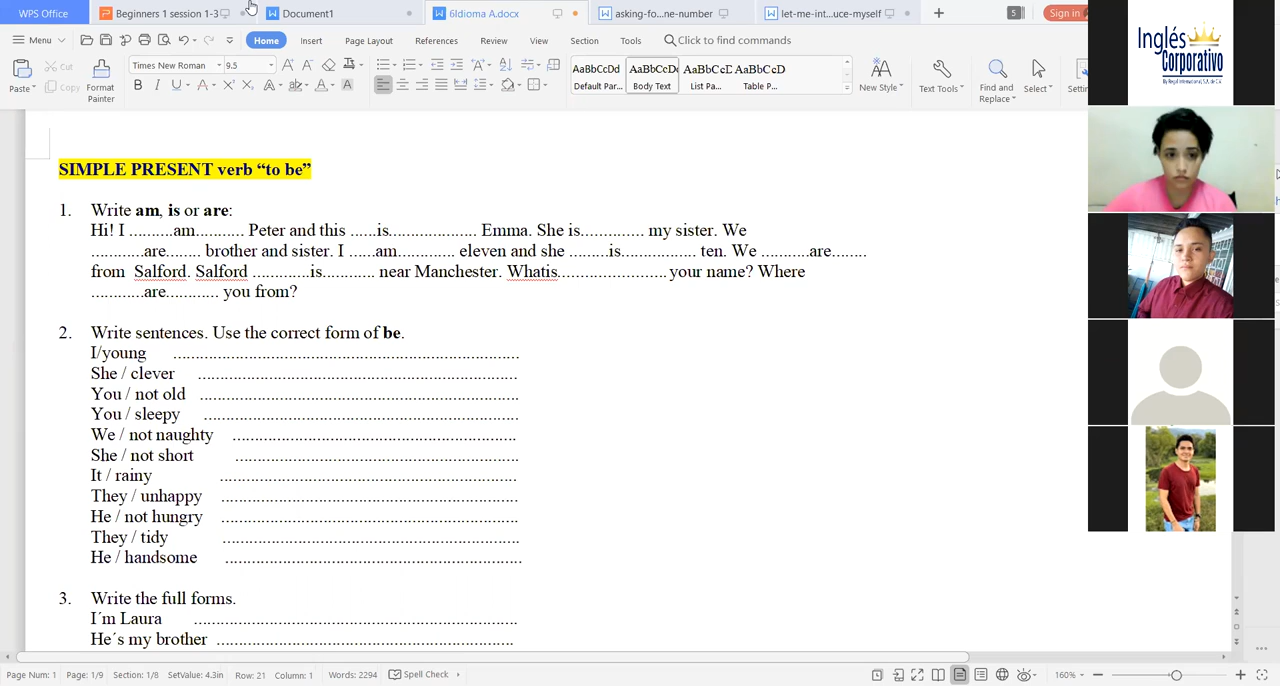 WPS Office
Beginners 1 session 1-3
Document1
6Idioma A.docx
asking-fo...ne-number
let-me-int...uce-myself
5
Sign in
Menu
Home
Insert
Page Layout
References
Review
View
Section
Tools
Click to find commands
Paste
Cut
Copy
Format Painter
Times New Roman
9.5
AaBbCcDd
AaBbCcDd
AaBbCcD
AaBbCcD
Default Par...
Body Text
List Pa...
Table P...
New Style
Text Tools
Find and Replace
Select
Inglés
Corporativo
SIMPLE PRESENT verb “to be”
1. Write am, is or are:
Hi! I ..........am........... Peter and this ......is.................... Emma. She is.............. my sister. We
............are........ brother and sister. I .....am............. eleven and she .........is................. ten. We ..........are........
from Salford. Salford .............is............ near Manchester. Whatis......................... your name? Where
............are............ you from?
2. Write sentences. Use the correct form of be.
I/young ..............................................................................
She / clever ........................................................................
You / not old ........................................................................
You / sleepy ......................................................................
We / not naughty ................................................................
She / not short ...............................................................
It / rainy ...................................................................
They / unhappy ...................................................................
He / not hungry ...................................................................
They / tidy ...................................................................
He / handsome ...................................................................
3. Write the full forms.
I´m Laura .........................................................................
He´s my brother ...................................................................
Page Num: 1
Page: 1/9
Section: 1/8
SetValue: 4.3in
Row: 21
Column: 1
Words: 2294
Spell Check
160%